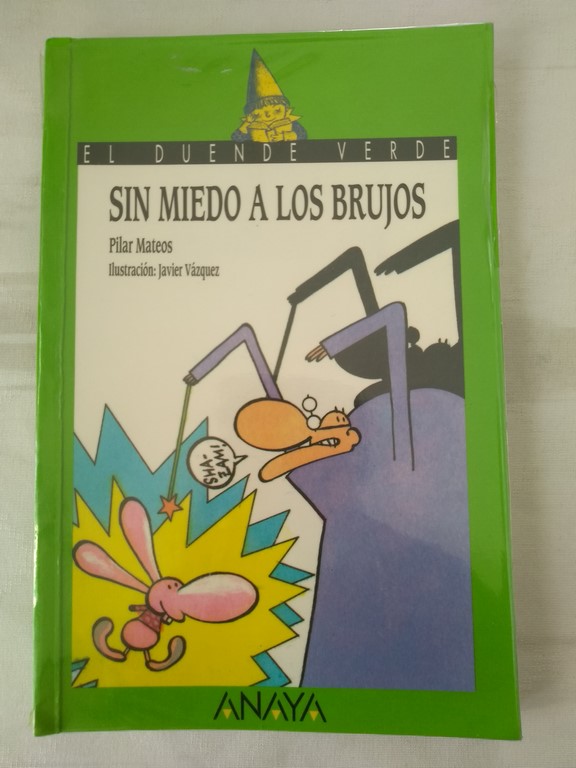 EL DUENDE VERDE
SIN MIEDO A LOS BRUJOS
Pilar Mateos
Ilustración: Javier Vázquez
¡SHA-
ZAM!
ANAYA